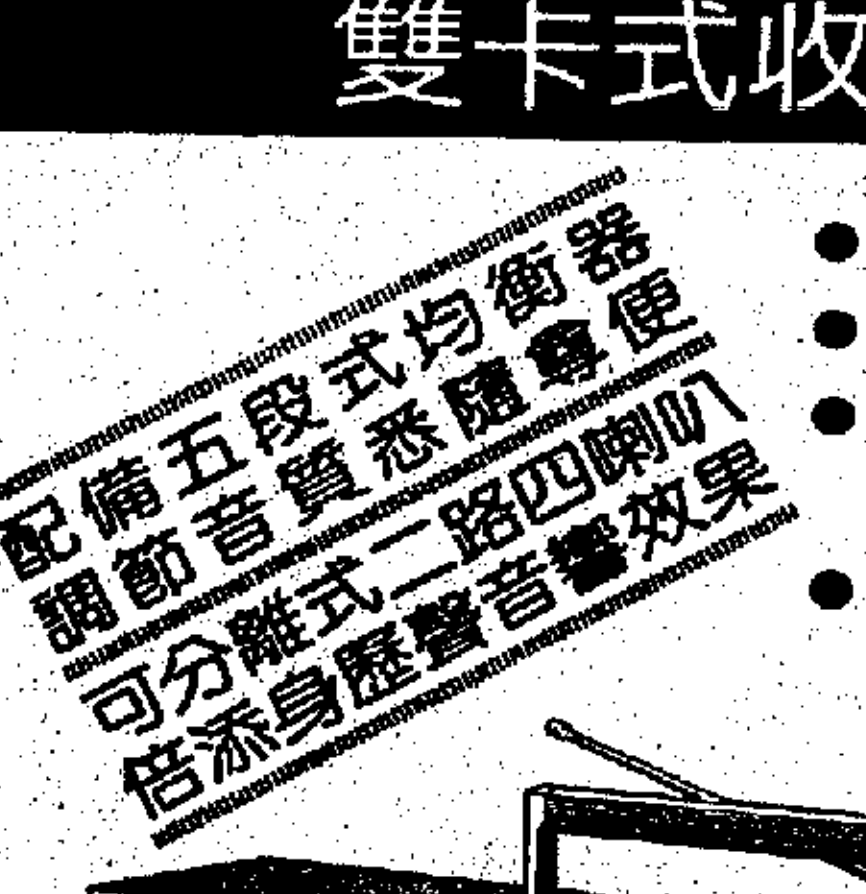 雙卡式收
配備五段式均衡器
調節音質悉隨尊便
可分離式二路四喇叭
倍添身歷聲音響效果